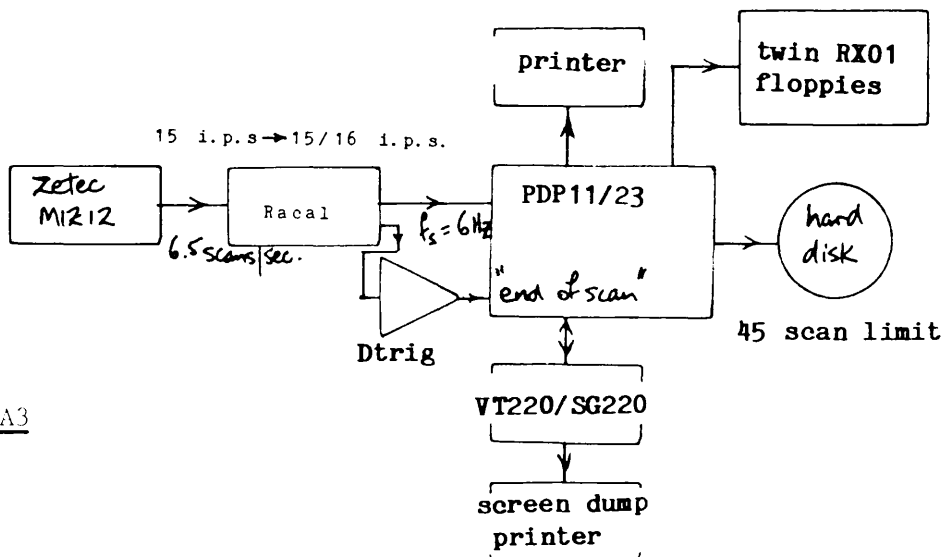 printer
twin RX01
floppies
15 i.p.s → 15/16 i.p.s.
Zetec
MIZ12
Racal
PDP11/23
hard
disk
6.5 scans/sec.
fs = 6Hz
"end of scan"
Dtrig
45 scan limit
A3
VT220/SG220
screen dump
printer